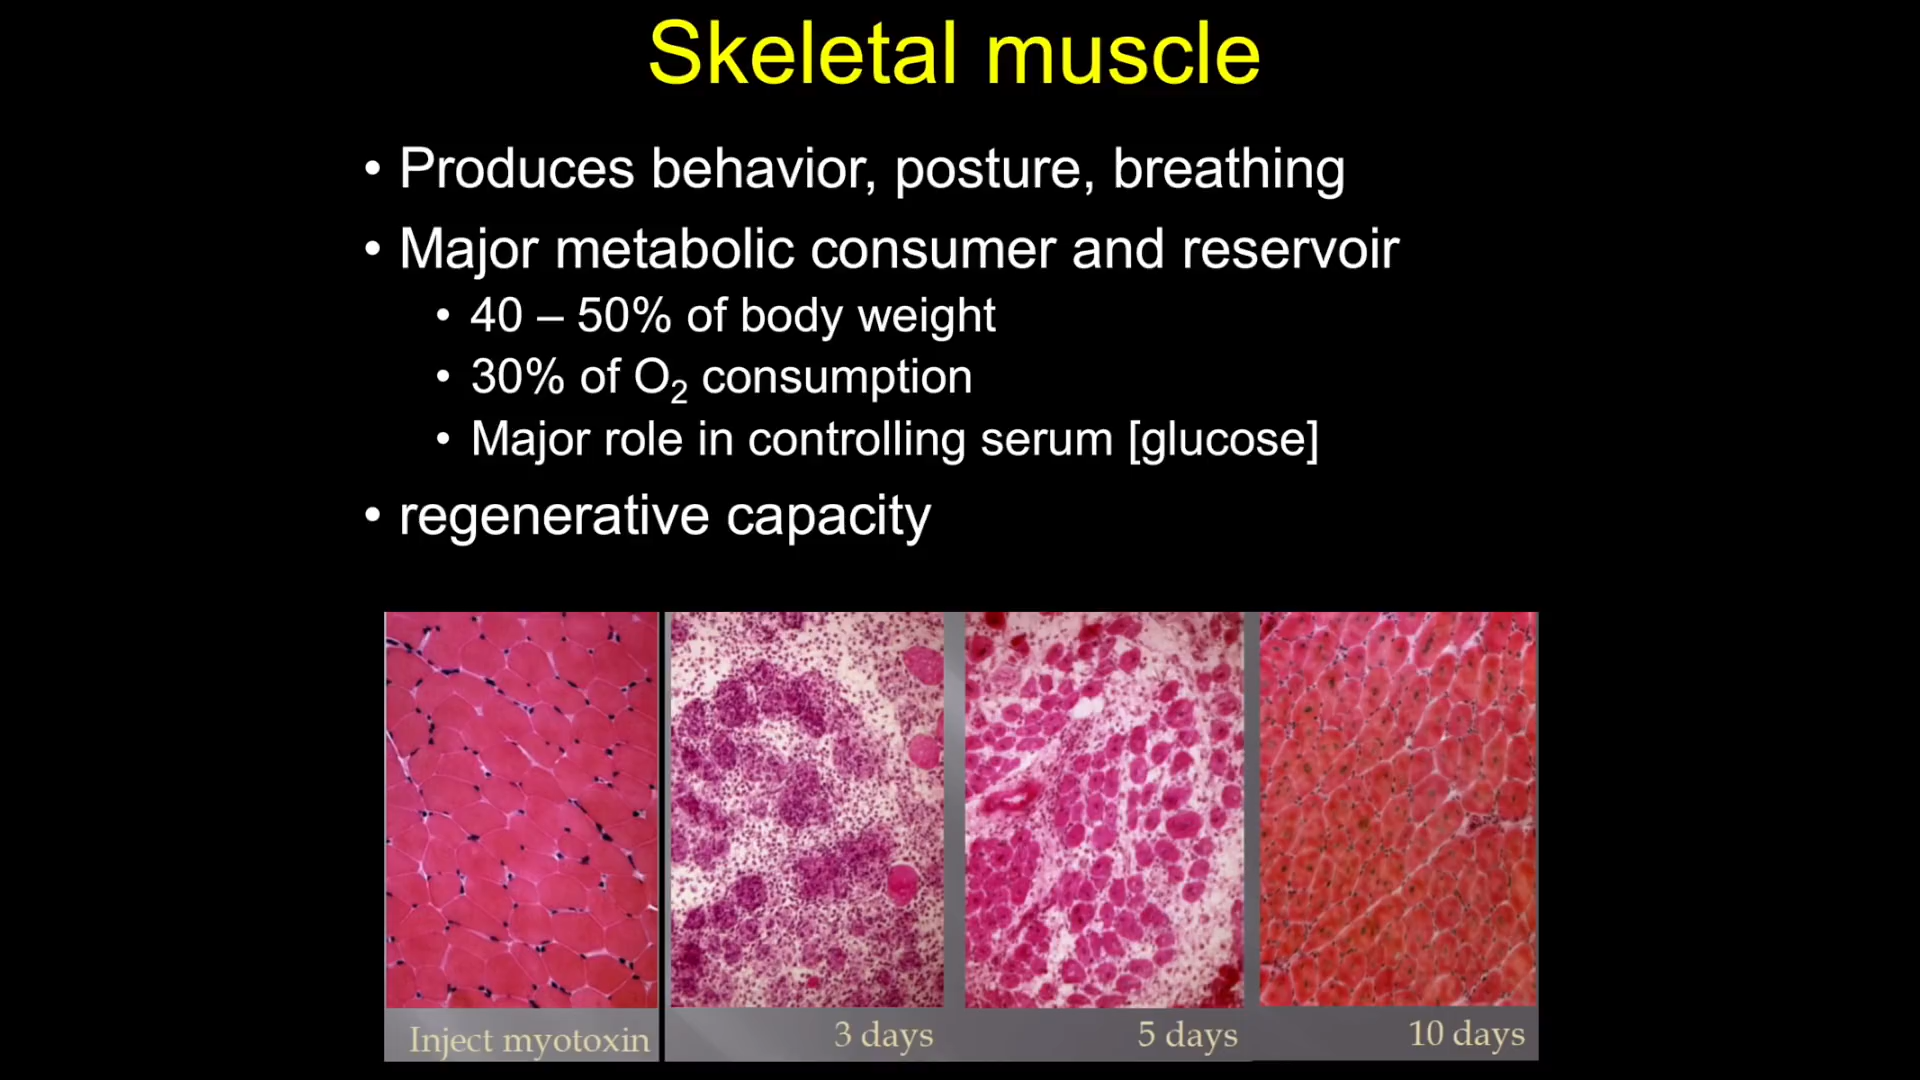 Skeletal muscle
• Produces behavior, posture, breathing
• Major metabolic consumer and reservoir
• 40 – 50% of body weight
• 30% of O₂ consumption
• Major role in controlling serum [glucose]
• regenerative capacity
Inject myotoxin 3 days 5 days 10 days